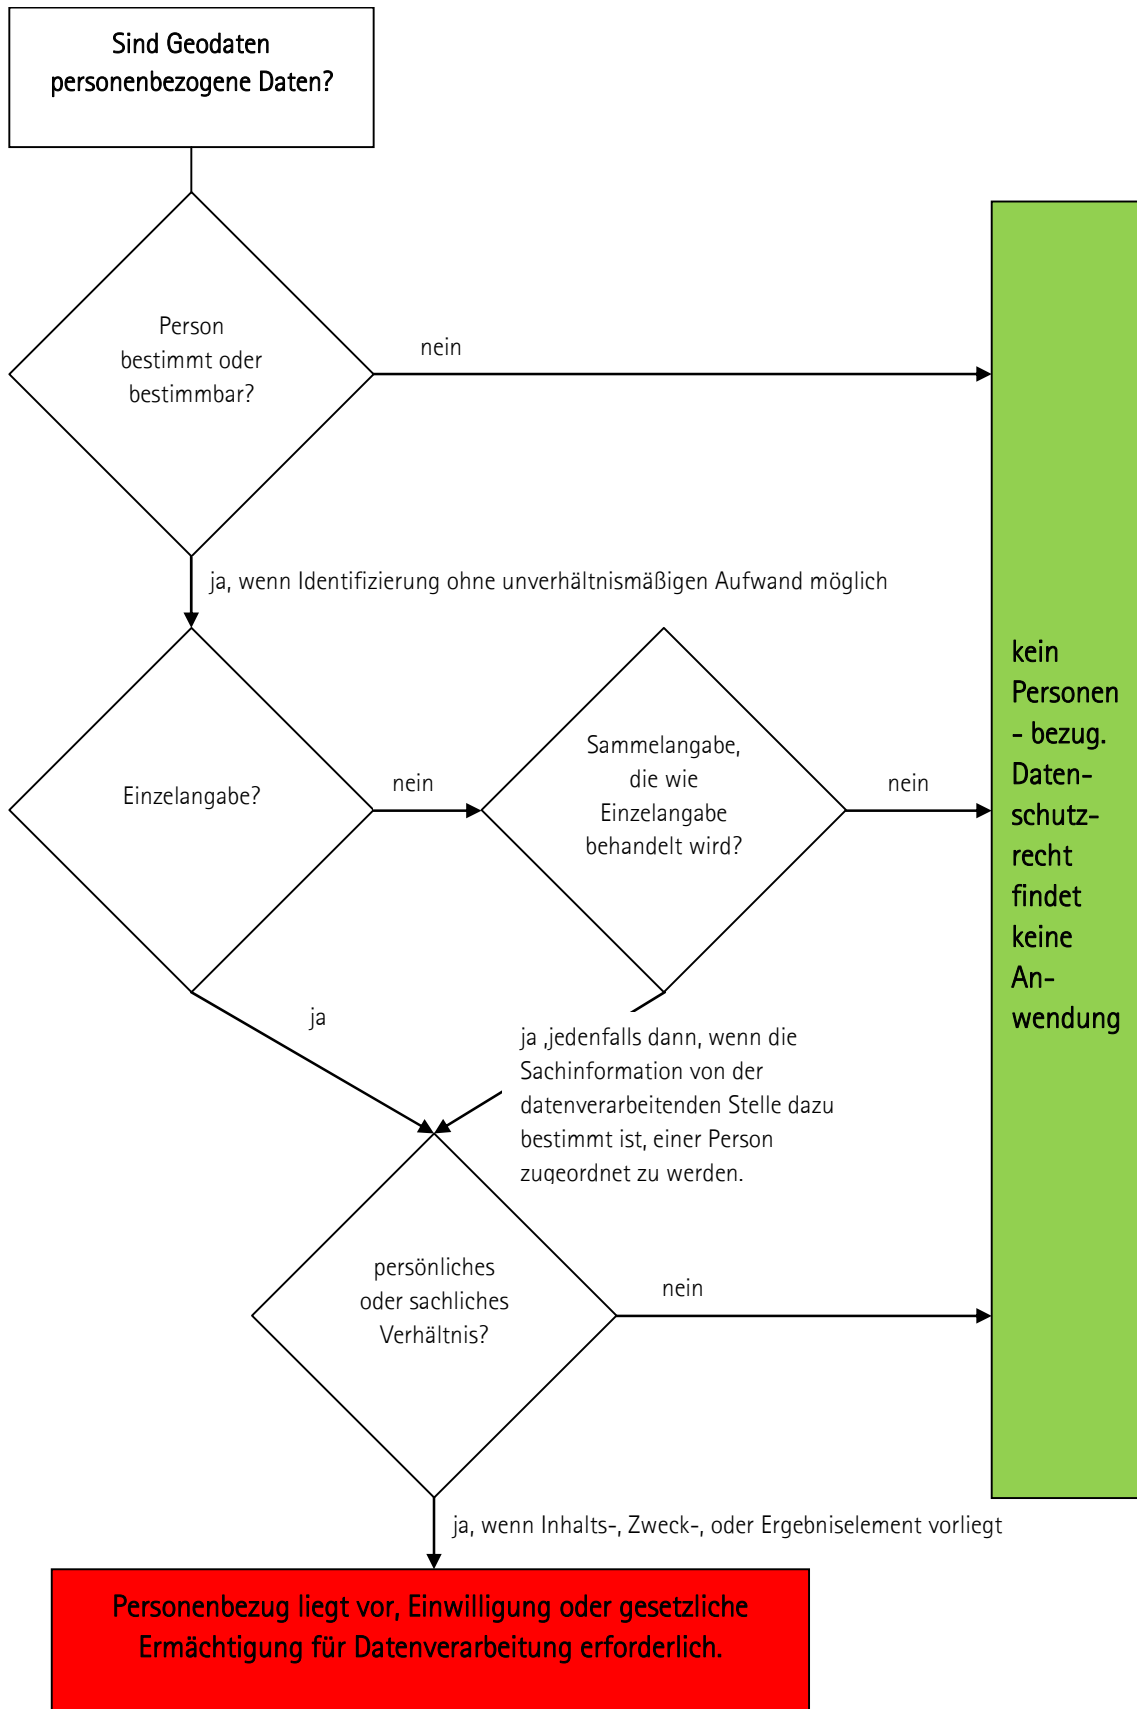 Sind Geodaten
personenbezogene Daten?
Person
bestimmt oder
bestimmbar?
nein
ja, wenn Identifizierung ohne unverhältnismäßigen Aufwand möglich
Einzelangabe?
nein
Sammelangabe,
die wie
Einzelangabe
behandelt wird?
nein
kein
Personen
- bezug.
Daten-
schutz-
recht
findet
keine
An-
wendung
ja
ja ,jedenfalls dann, wenn die
Sachinformation von der
datenverarbeitenden Stelle dazu
bestimmt ist, einer Person
zugeordnet zu werden.
persönliches
oder sachliches
Verhältnis?
nein
ja, wenn Inhalts-, Zweck-, oder Ergebniselement vorliegt
Personenbezug liegt vor, Einwilligung oder gesetzliche
Ermächtigung für Datenverarbeitung erforderlich.